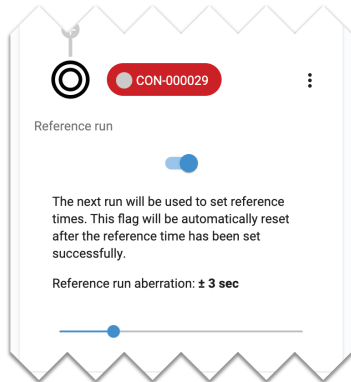 CON-000029
Reference run
The next run will be used to set reference
times. This flag will be automatically reset
after the reference time has been set
successfully.
Reference run aberration: ± 3 sec